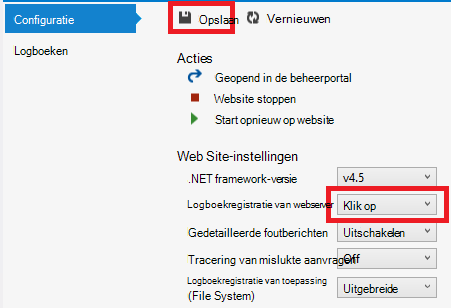 Configuratie
Logboeken
Opslaan Vernieuwen
Acties
Geopend in de beheerportal
Website stoppen
Start opnieuw op website
Web Site-instellingen
.NET framework-versie v4.5
Logboekregistratie van webserver Klik op
Gedetailleerde foutberichten Uitschakelen
Tracering van mislukte aanvragen Off
Logboekregistratie van toepassing
(File System) Uitgebreide